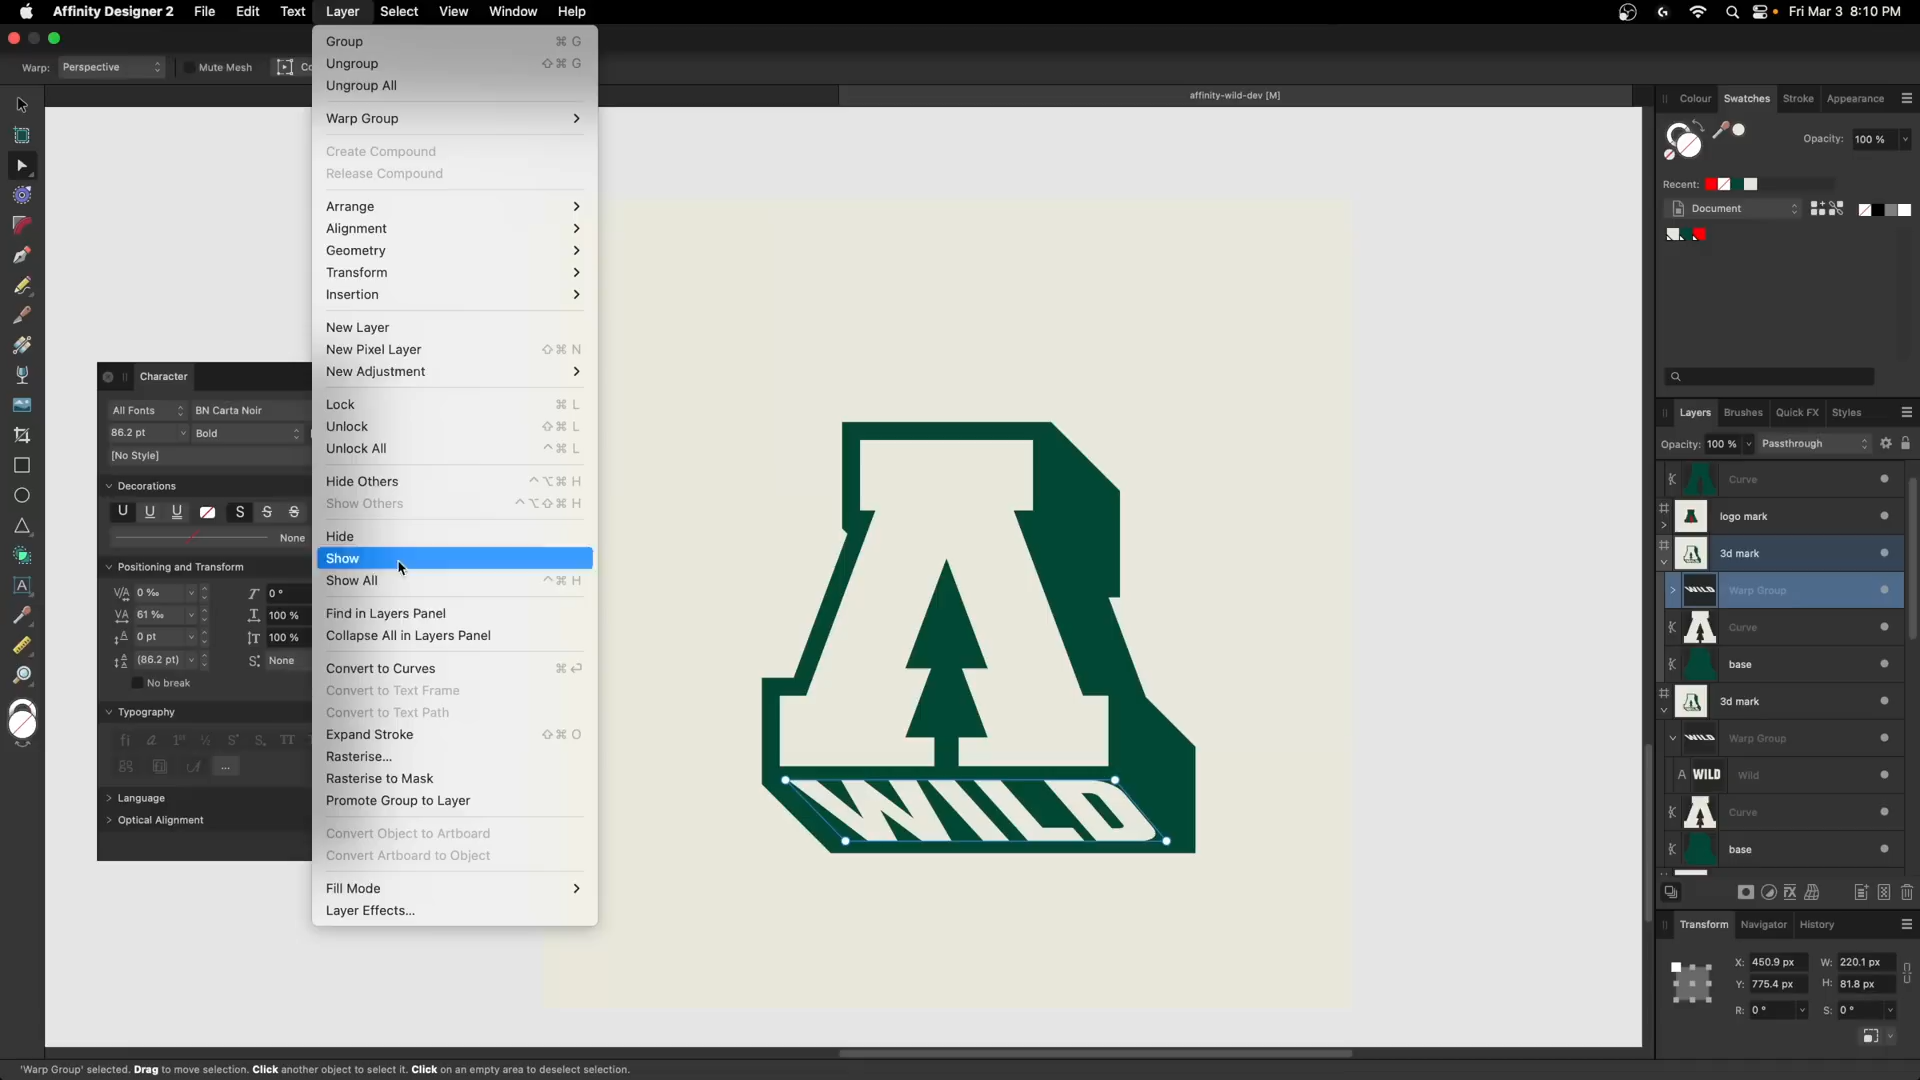 Affinity Designer 2 File Edit Text Layer Select View Window Help Fri Mar 3 8:10 PM
Warp: Perspective Mute Mesh
affinity-wild-dev [M]
Group ⌘ G
Ungroup ⇧⌘ G
Ungroup All
Warp Group
Create Compound
Release Compound
Arrange
Alignment
Geometry
Transform
Insertion
New Layer
New Pixel Layer ⇧⌘ N
New Adjustment
Lock ⌘ L
Unlock ⇧⌘ L
Unlock All ^⌘ L
Hide Others ^⌥⌘ H
Show Others ^⌥⇧⌘ H
Hide
Show
Show All ^⌘ H
Find in Layers Panel
Collapse All in Layers Panel
Convert to Curves ⌘↩
Convert to Text Frame
Convert to Text Path
Expand Stroke ⇧⌘ O
Rasterise...
Rasterise to Mask
Promote Group to Layer
Convert Object to Artboard
Convert Artboard to Object
Fill Mode
Layer Effects...
Character
All Fonts BN Carta Noir
86.2 pt Bold
[No Style]
Decorations
U U U S S S
None
Positioning and Transform
0 ‰ 0 °
61 ‰ 100 %
0 pt 100 %
(86.2 pt) None
No break
Typography
Language
Optical Alignment
A
WILD
Colour Swatches Stroke Appearance
Opacity: 100 %
Recent:
Document
Layers Brushes Quick FX Styles
Opacity: 100 % Passthrough
Curve
logo mark
3d mark
WILD Warp Group
Curve
base
3d mark
WILD Warp Group
A WILD Wild
Curve
base
Transform Navigator History
X: 450.9 px W: 220.1 px
Y: 775.4 px H: 81.8 px
R: 0 ° S: 0 °
'Warp Group' selected. Drag to move selection. Click another object to select it. Click on an empty area to deselect selection.